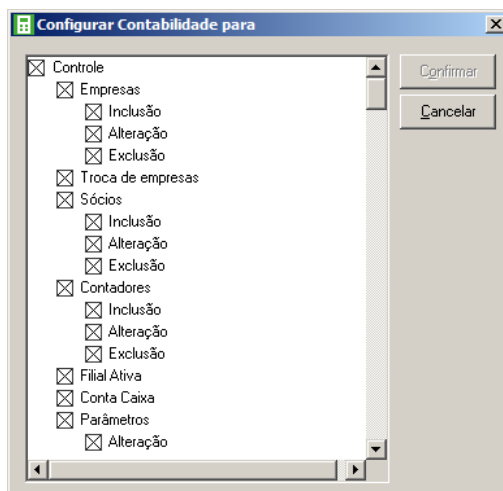 Configurar Contabilidade para
Controle
Empresas
Inclusão
Alteração
Exclusão
Troca de empresas
Sócios
Inclusão
Alteração
Exclusão
Contadores
Inclusão
Alteração
Exclusão
Filial Ativa
Conta Caixa
Parâmetros
Alteração
Confirmar
Cancelar